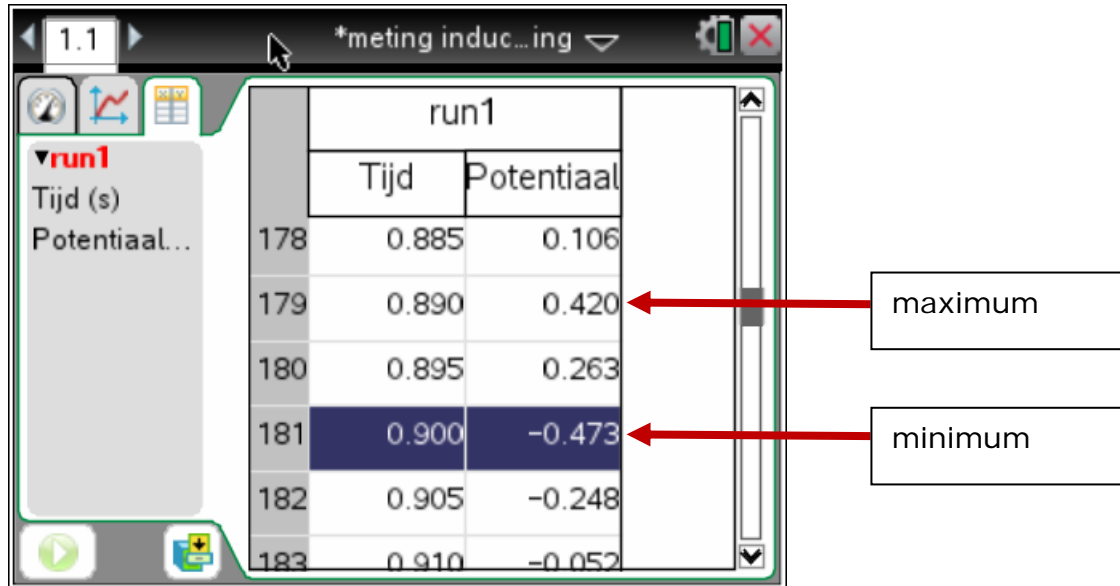 1.1 *meting induc...ing
run1
▾run1
Tijd (s)
Potentiaal...
Tijd Potentiaal
178 0.885 0.106
179 0.890 0.420 maximum
180 0.895 0.263
181 0.900 -0.473 minimum
182 0.905 -0.248
183 0.910 -0.052